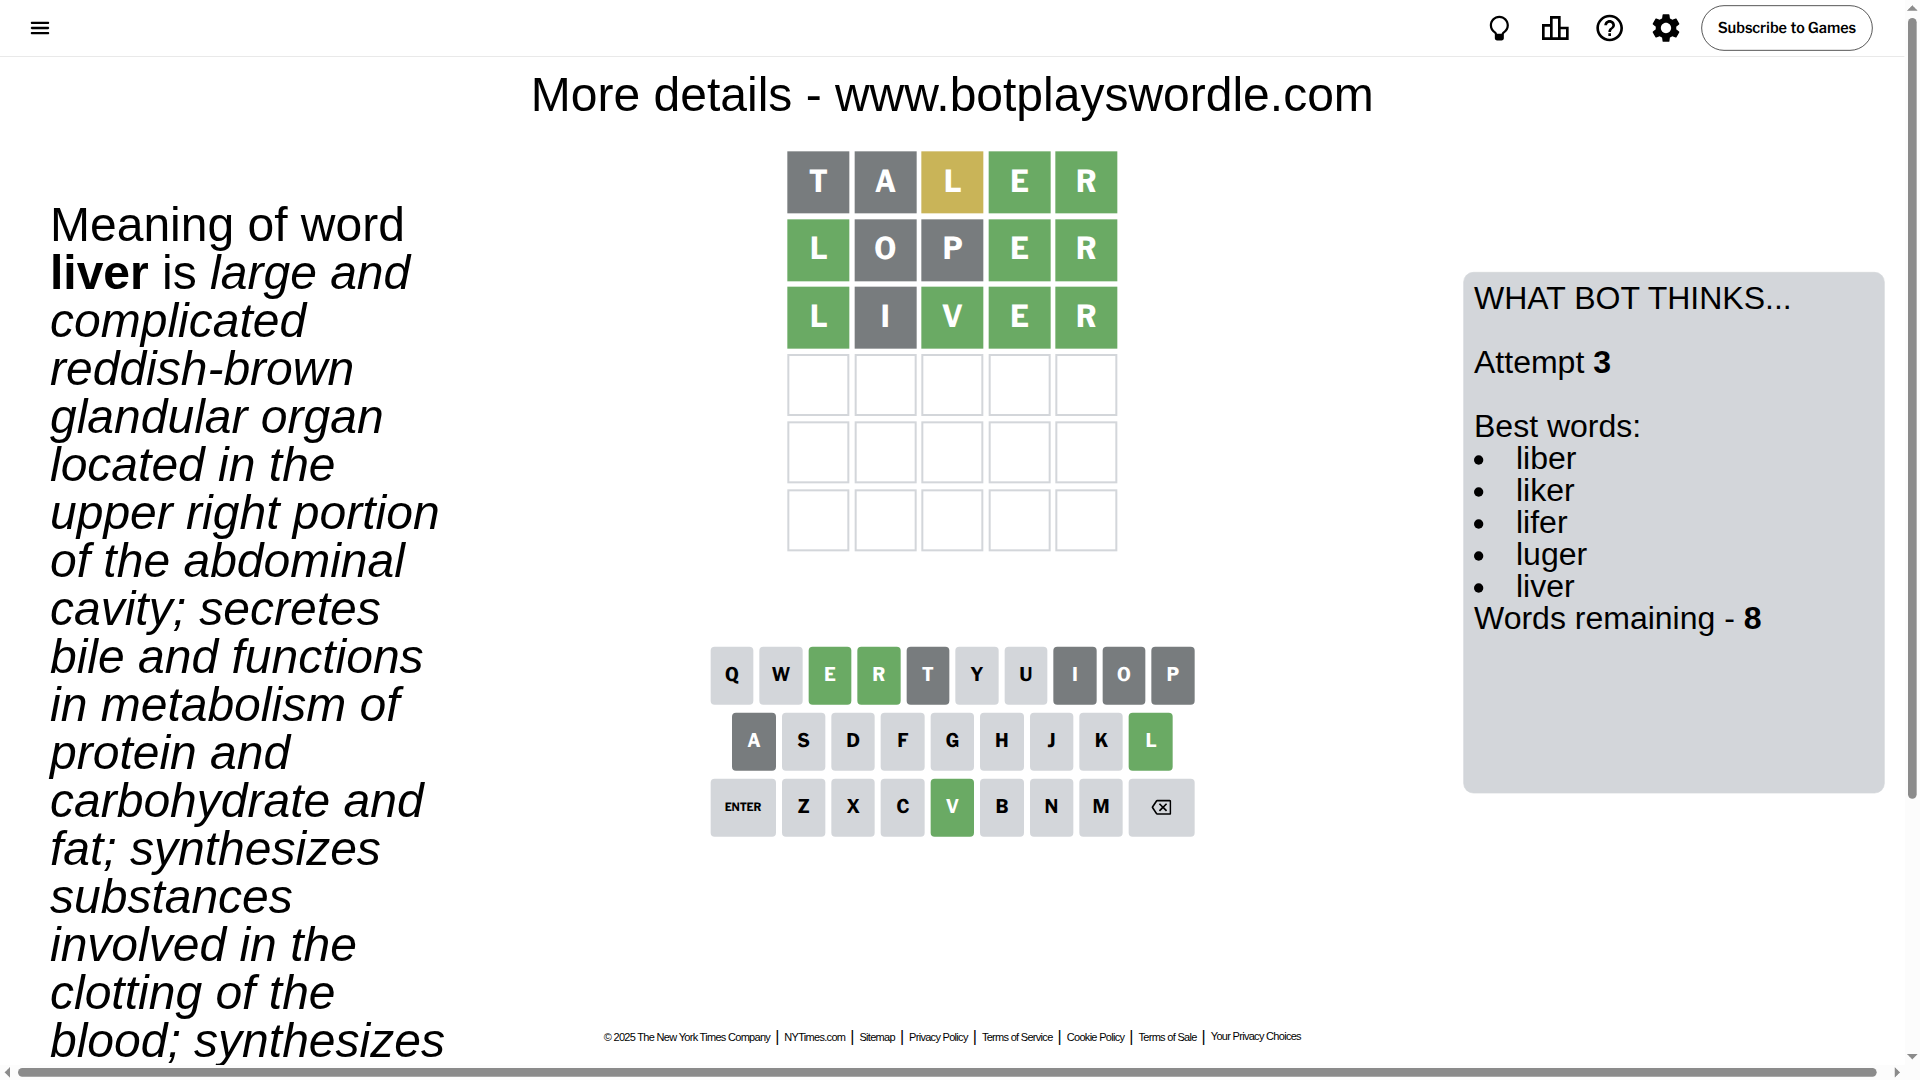 Subscribe to Games
More details - www.botplayswordle.com
Meaning of word
liver is large and
complicated
reddish-brown
glandular organ
located in the
upper right portion
of the abdominal
cavity; secretes
bile and functions
in metabolism of
protein and
carbohydrate and
fat; synthesizes
substances
involved in the
clotting of the
blood; synthesizes
T A L E R
L O P E R
L I V E R
Q W E R T Y U I O P
A S D F G H J K L
ENTER Z X C V B N M
WHAT BOT THINKS...
Attempt 3
Best words:
• liber
• liker
• lifer
• luger
• liver
Words remaining - 8
© 2025 The New York Times Company | NYTimes.com | Sitemap | Privacy Policy | Terms of Service | Cookie Policy | Terms of Sale | Your Privacy Choices